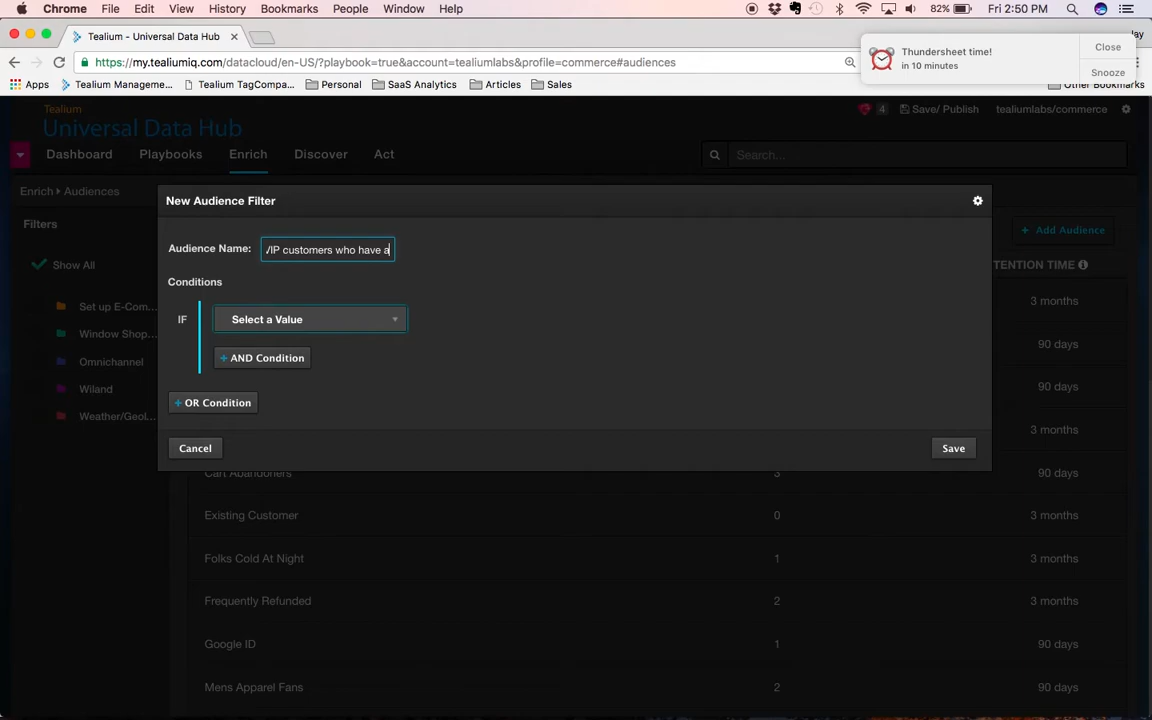 Chrome File Edit View History Bookmarks People Window Help 82% Fri 2:50 PM
Tealium - Universal Data Hub
https://my.tealiumiq.com/datacloud/en-US/?playbook=true&account=tealiumlabs&profile=commerce#audiences
Thundersheet time!
in 10 minutes
Close
Snooze
Apps Tealium Manageme... Tealium TagCompa... Personal SaaS Analytics Articles Sales Other Bookmarks
Tealium
Universal Data Hub
4 Save/ Publish tealiumlabs/commerce
Dashboard Playbooks Enrich Discover Act Search...
Enrich Audiences
Filters
+ Add Audience
Show All
Set up E-Com...
Window Shop...
Omnichannel
Wiland
Weather/Geol...
New Audience Filter
Audience Name: VIP customers who have a
Conditions
IF Select a Value
+ AND Condition
+ OR Condition
Cancel Save
TENTION TIME
3 months
90 days
90 days
3 months
Cart Abandoners 3 90 days
Existing Customer 0 3 months
Folks Cold At Night 1 3 months
Frequently Refunded 2 3 months
Google ID 1 90 days
Mens Apparel Fans 2 90 days